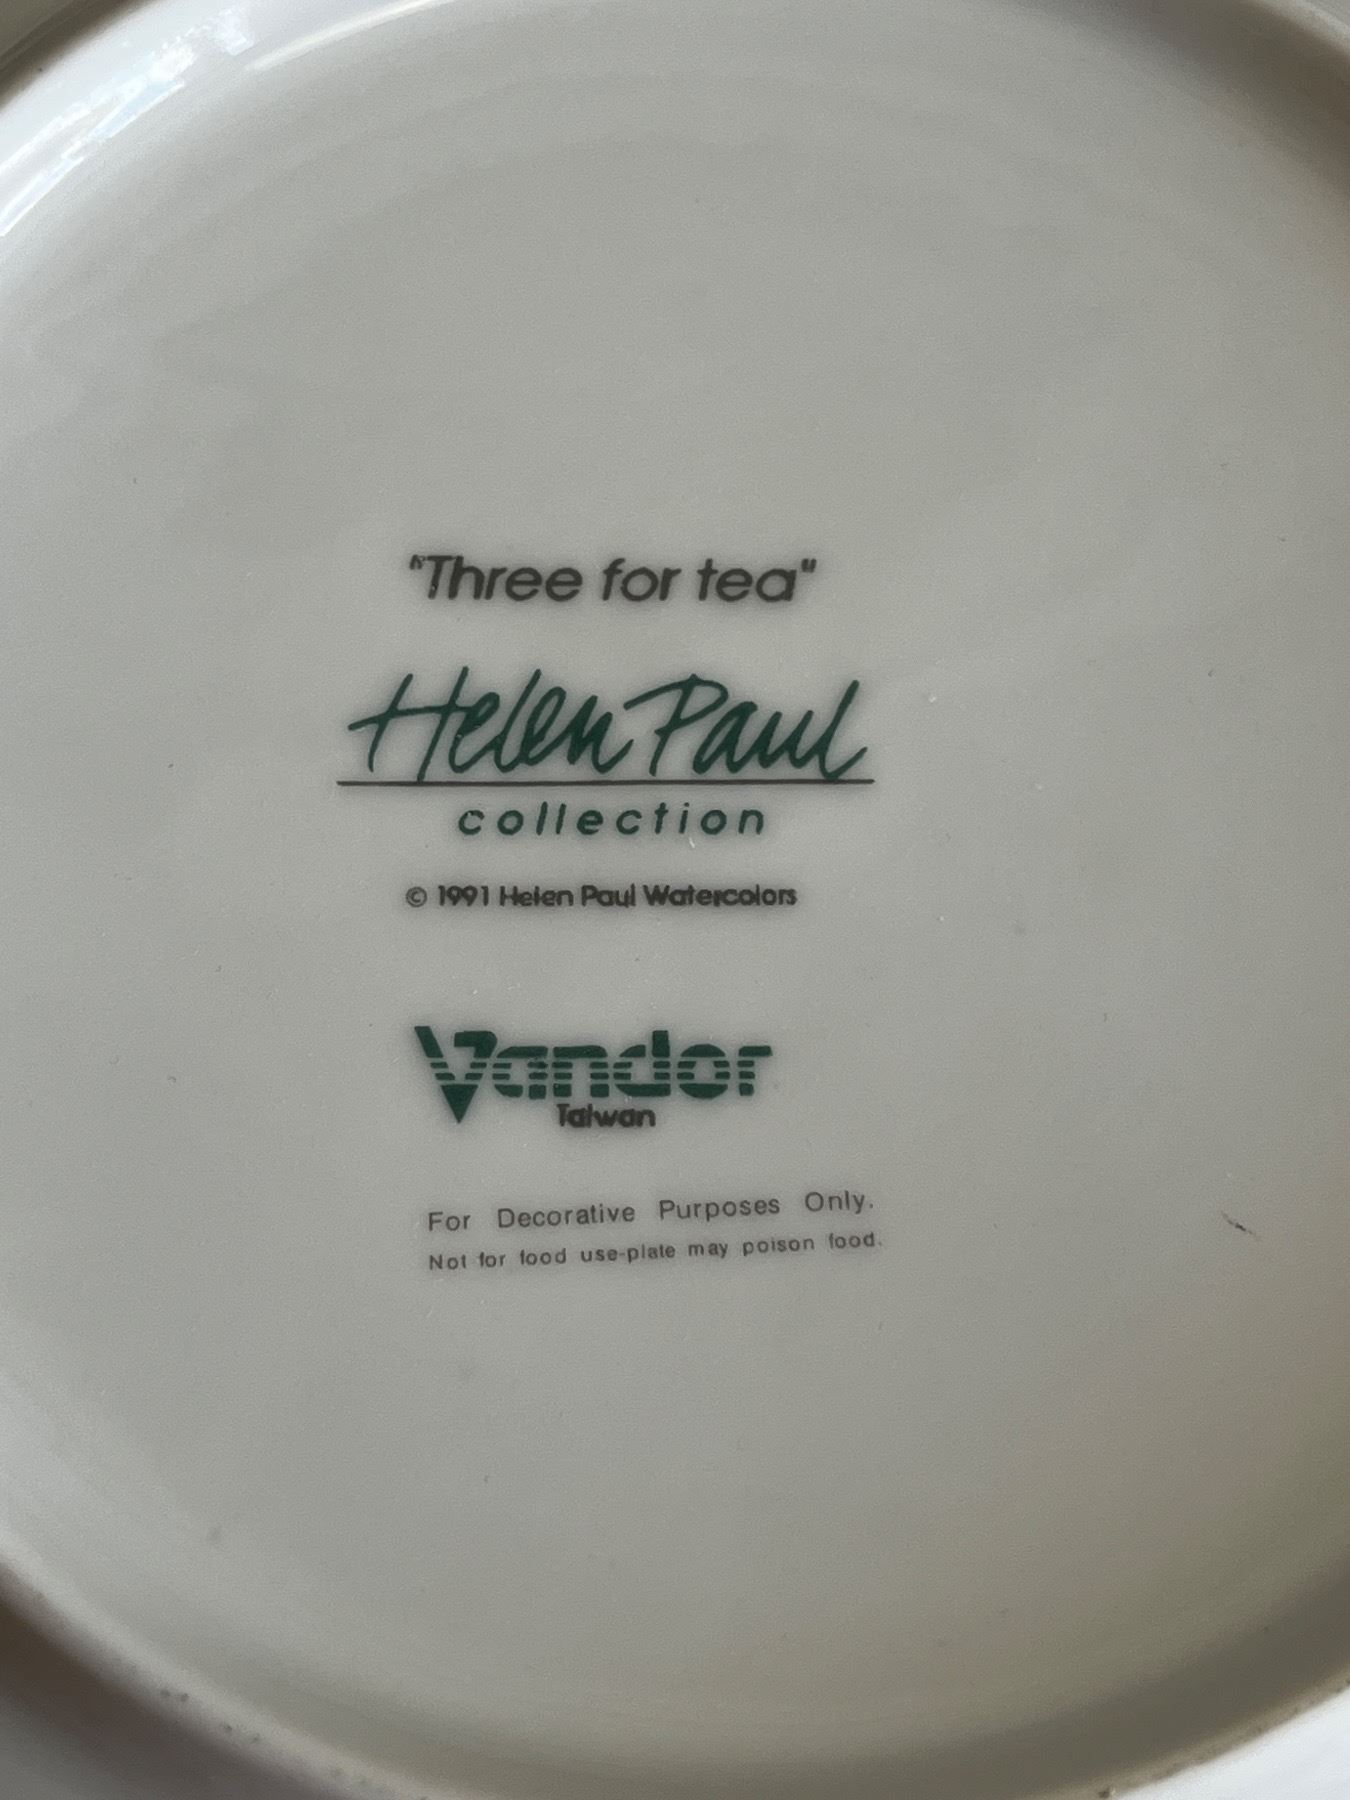 "Three for tea"
Helen Paul
collection
© 1991 Helen Paul Watercolors
Vandor
Taiwan
For Decorative Purposes Only.
Not for food use-plate may poison food.